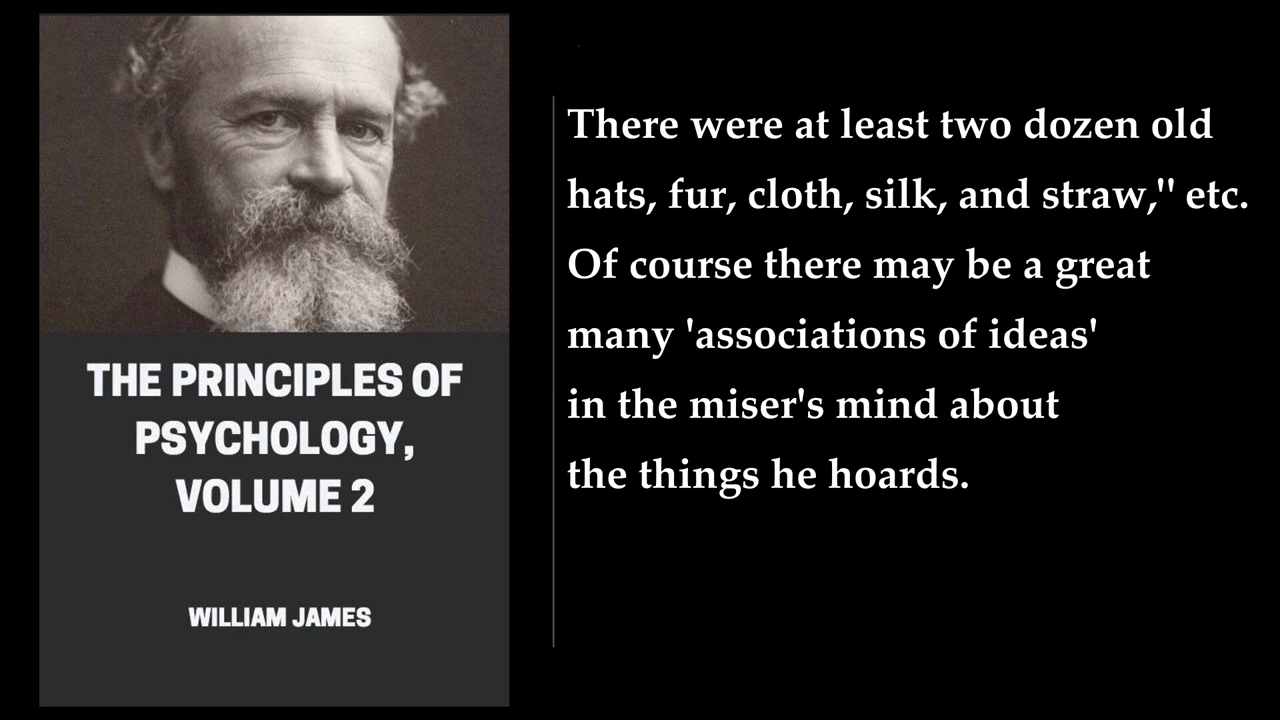 THE PRINCIPLES OF
PSYCHOLOGY,
VOLUME 2
WILLIAM JAMES
There were at least two dozen old
hats, fur, cloth, silk, and straw," etc.
Of course there may be a great
many 'associations of ideas'
in the miser's mind about
the things he hoards.